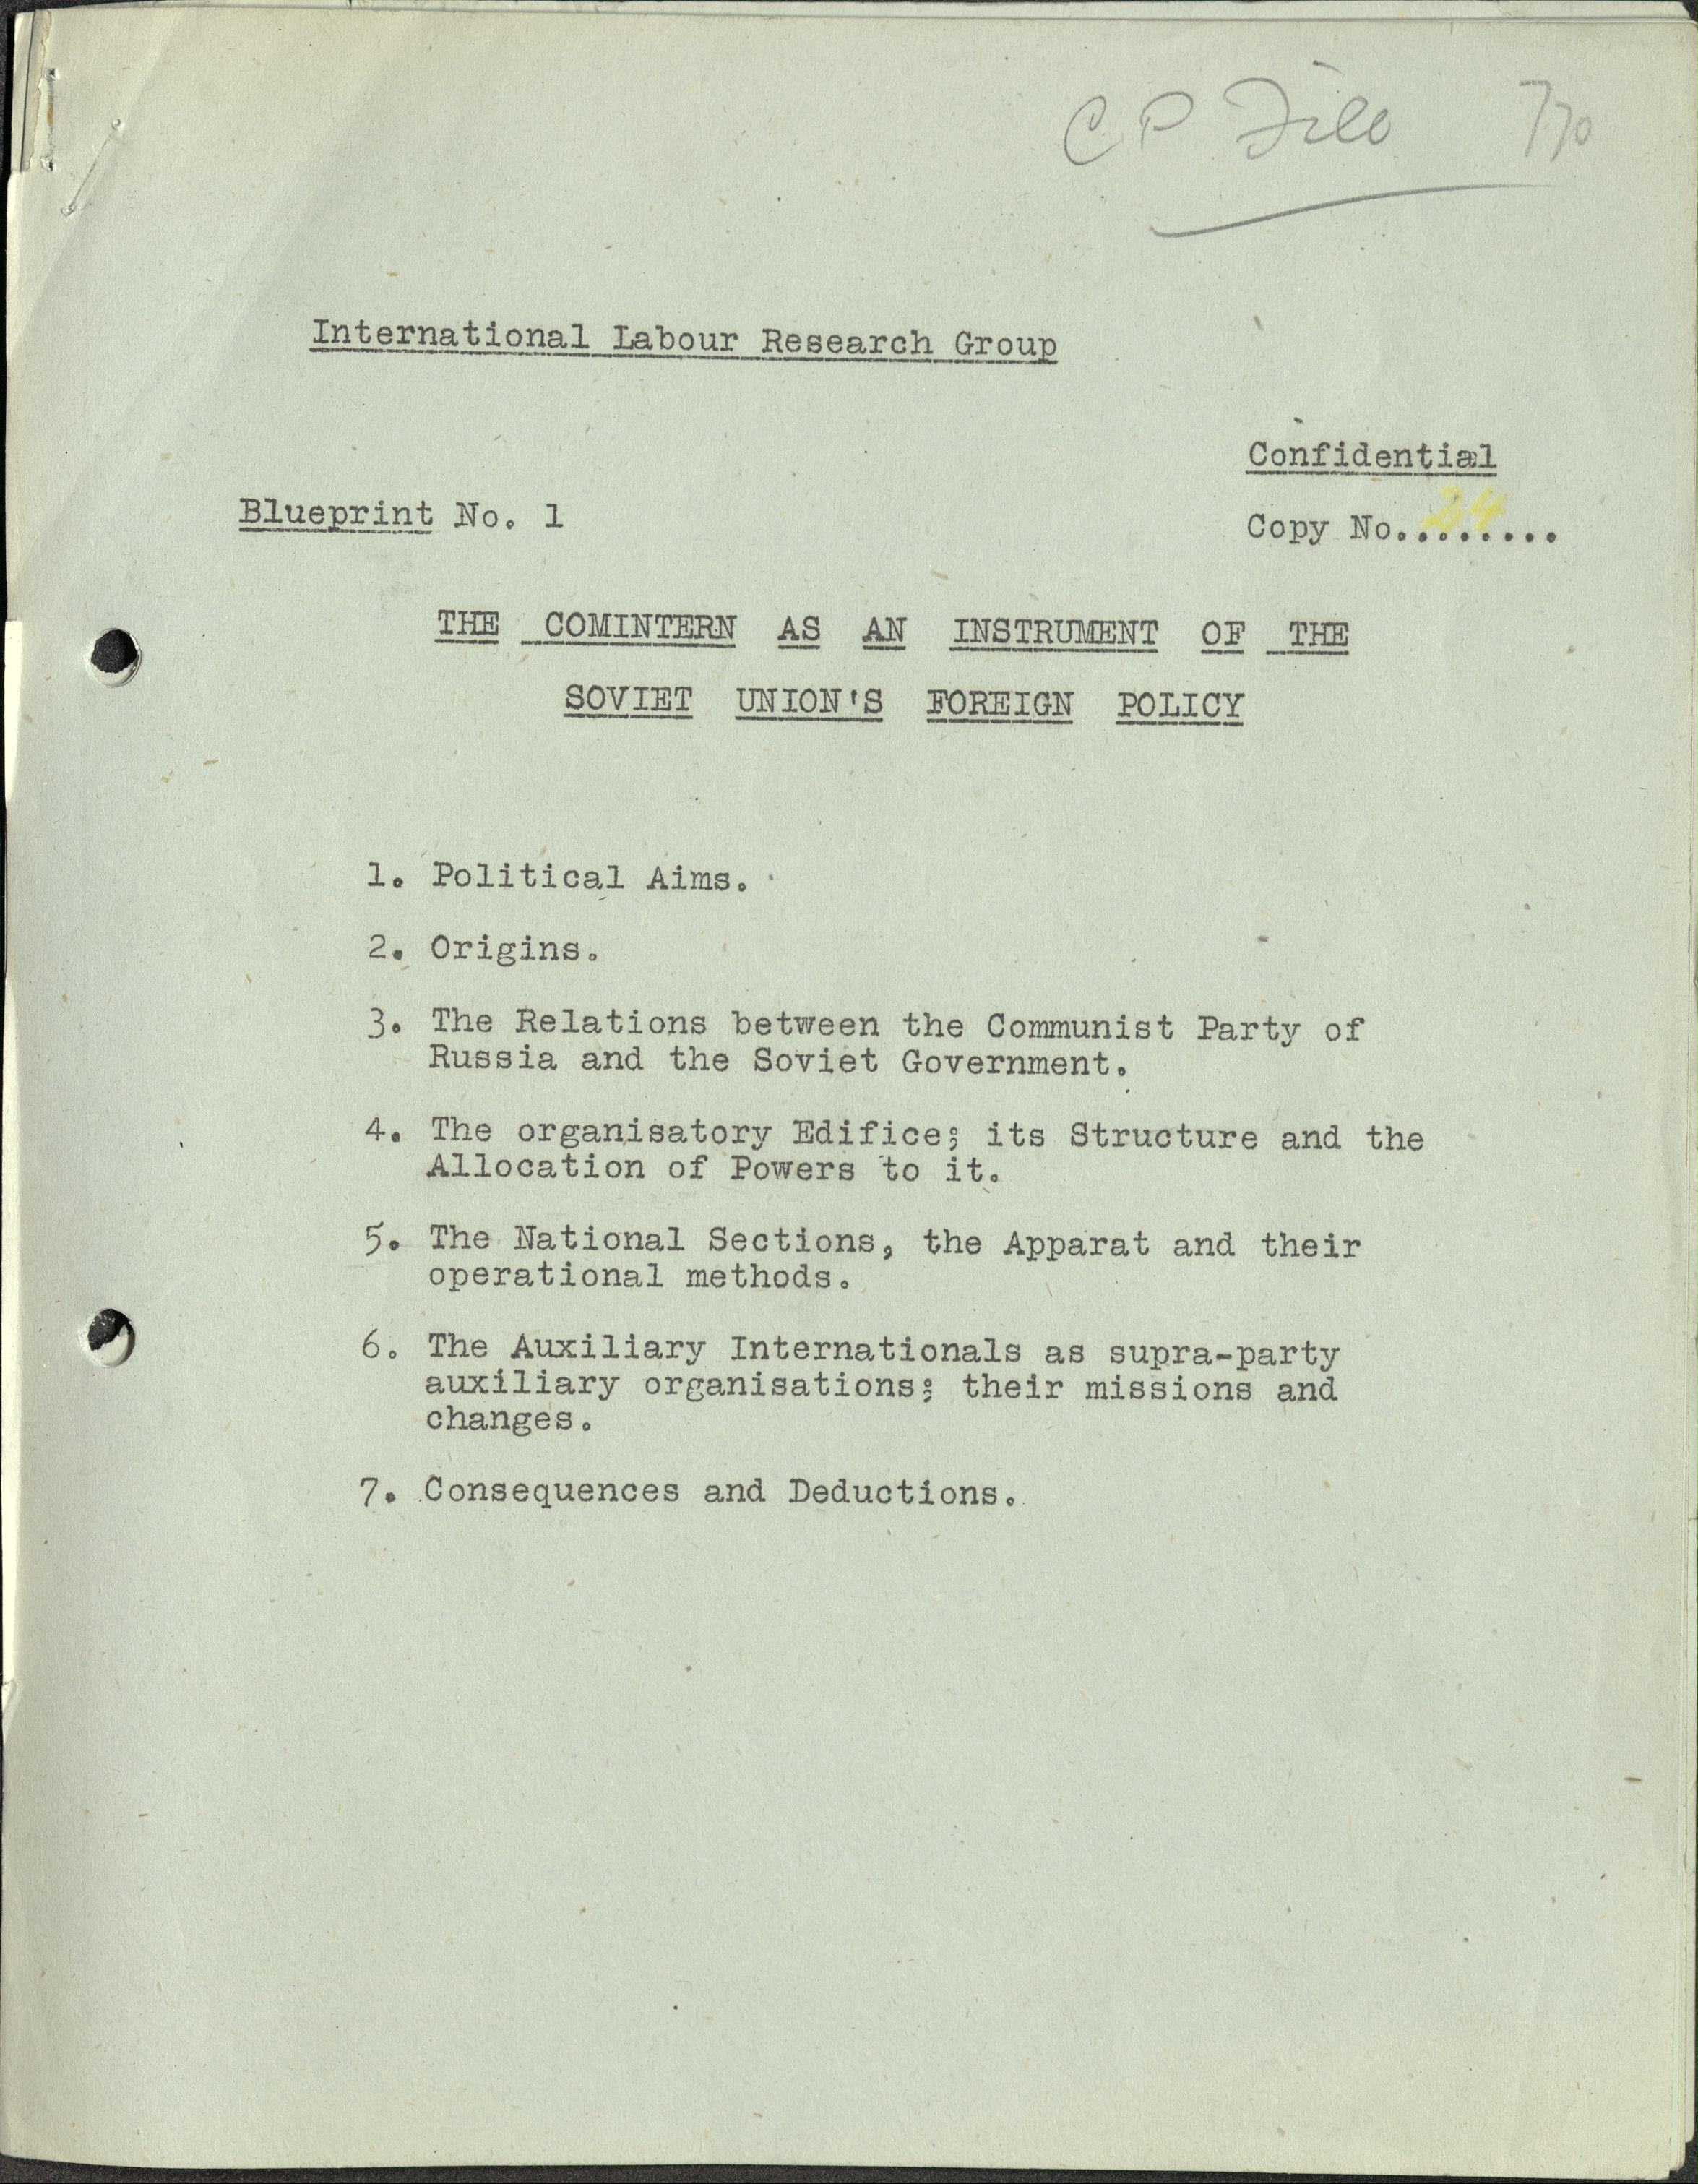 CP File 770
International Labour Research Group
Confidential
Blueprint No. 1
Copy No. 24........
THE COMINTERN AS AN INSTRUMENT OF THE
SOVIET UNION'S FOREIGN POLICY
1. Political Aims.
2. Origins.
3. The Relations between the Communist Party of
Russia and the Soviet Government.
4. The organisatory Edifice; its Structure and the
Allocation of Powers to it.
5. The National Sections, the Apparat and their
operational methods.
6. The Auxiliary Internationals as supra-party
auxiliary organisations; their missions and
changes.
7. Consequences and Deductions.